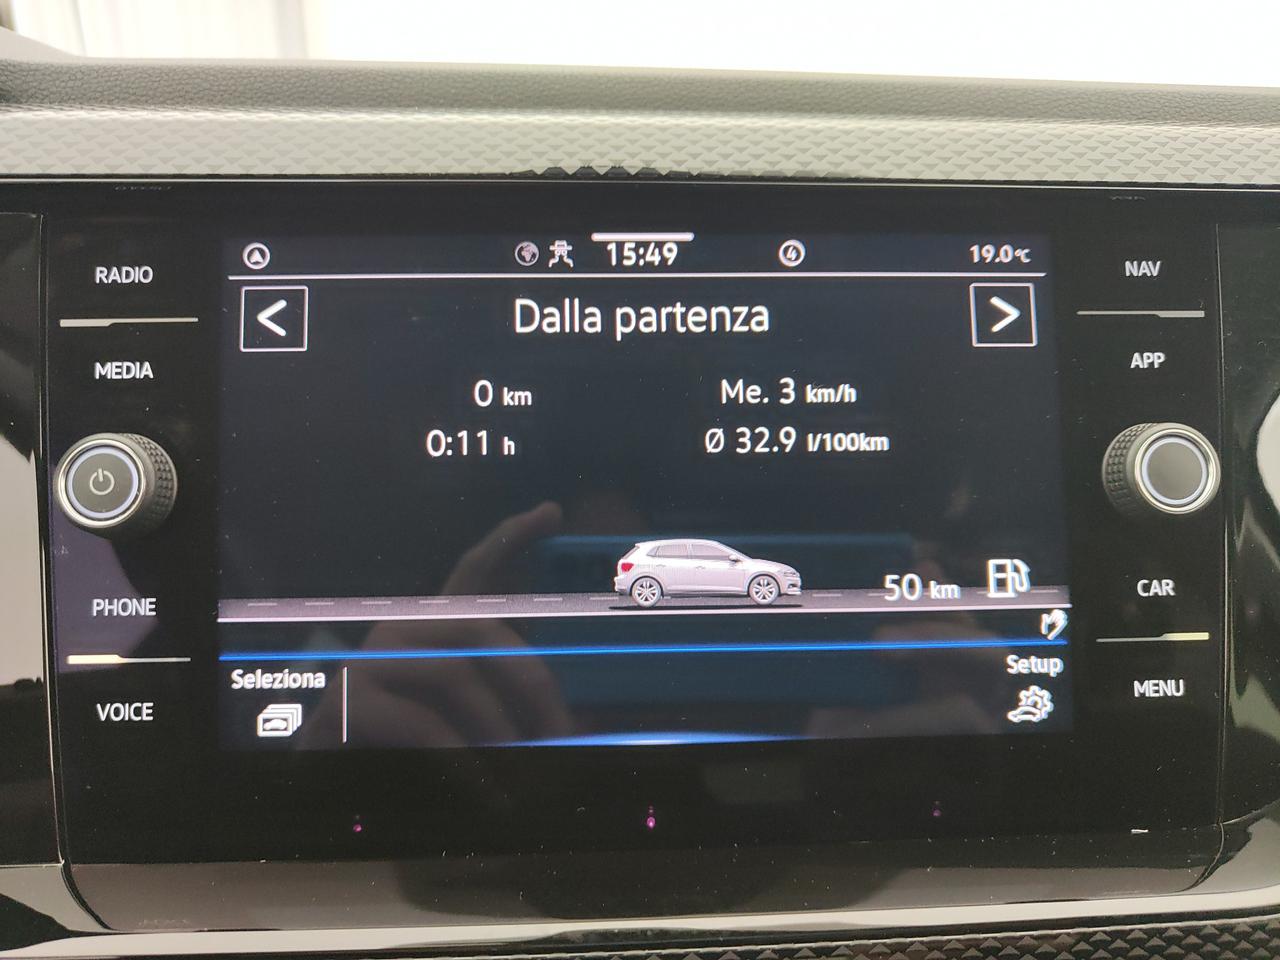 15:49
4
19.0°C
RADIO
NAV
< Dalla partenza >
MEDIA
APP
0 km
Me. 3 km/h
0:11 h
Ø 32.9 l/100km
50 km
CAR
PHONE
Seleziona
Setup
VOICE
MENU